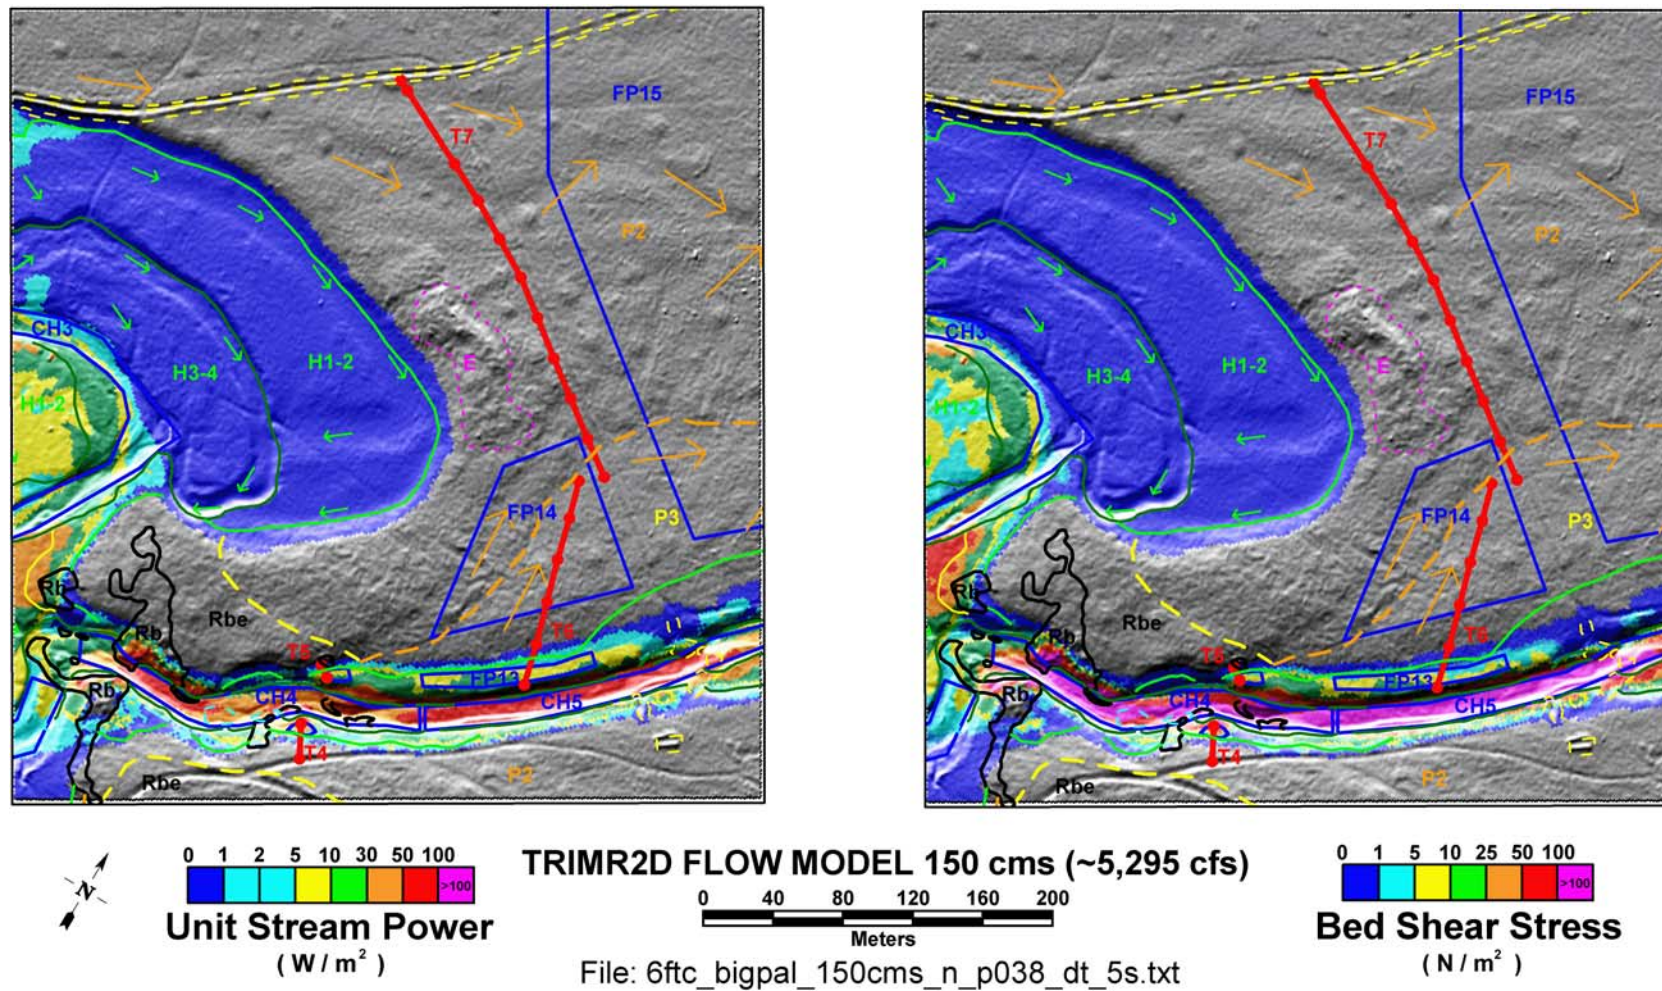 FP15
T7
P2
CH3
H3-4
H1-2
E
H1-2
FP14
P3
Rb
Rb
Rbe
T6
T5
FP13
Rb
CH4
CH5
T4
P2
Rbe
FP15
T7
P2
CH3
H3-4
H1-2
E
H1-2
FP14
P3
Rb
Rb
Rbe
T6
T5
FP13
Rb
CH4
CH5
T4
P2
Rbe
N
0 1 2 5 10 30 50 100
>100
Unit Stream Power
( W / m² )
TRIMR2D FLOW MODEL 150 cms (~5,295 cfs)
0 40 80 120 160 200
Meters
File: 6ftc_bigpal_150cms_n_p038_dt_5s.txt
0 1 5 10 25 50 100
>100
Bed Shear Stress
( N / m² )